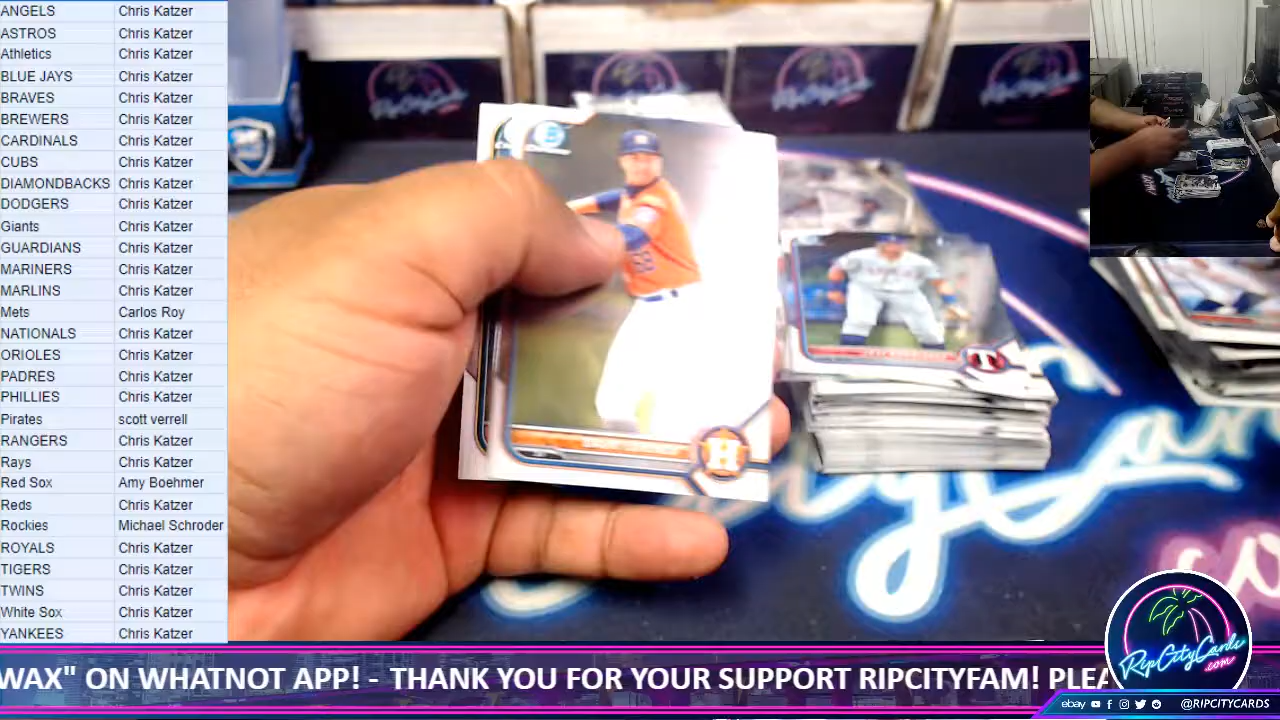 ANGELS Chris Katzer
ASTROS Chris Katzer
Athletics Chris Katzer
BLUE JAYS Chris Katzer
BRAVES Chris Katzer
BREWERS Chris Katzer
CARDINALS Chris Katzer
CUBS Chris Katzer
DIAMONDBACKS Chris Katzer
DODGERS Chris Katzer
Giants Chris Katzer
GUARDIANS Chris Katzer
MARINERS Chris Katzer
MARLINS Chris Katzer
Mets Carlos Roy
NATIONALS Chris Katzer
ORIOLES Chris Katzer
PADRES Chris Katzer
PHILLIES Chris Katzer
Pirates scott verrell
RANGERS Chris Katzer
Rays Chris Katzer
Red Sox Amy Boehmer
Reds Chris Katzer
Rockies Michael Schroder
ROYALS Chris Katzer
TIGERS Chris Katzer
TWINS Chris Katzer
White Sox Chris Katzer
YANKEES Chris Katzer
H
T
RipCityCards
.com
WAX" ON WHATNOT APP! - THANK YOU FOR YOUR SUPPORT RIPCITYFAM! PLEA
ebay @RIPCITYCARDS